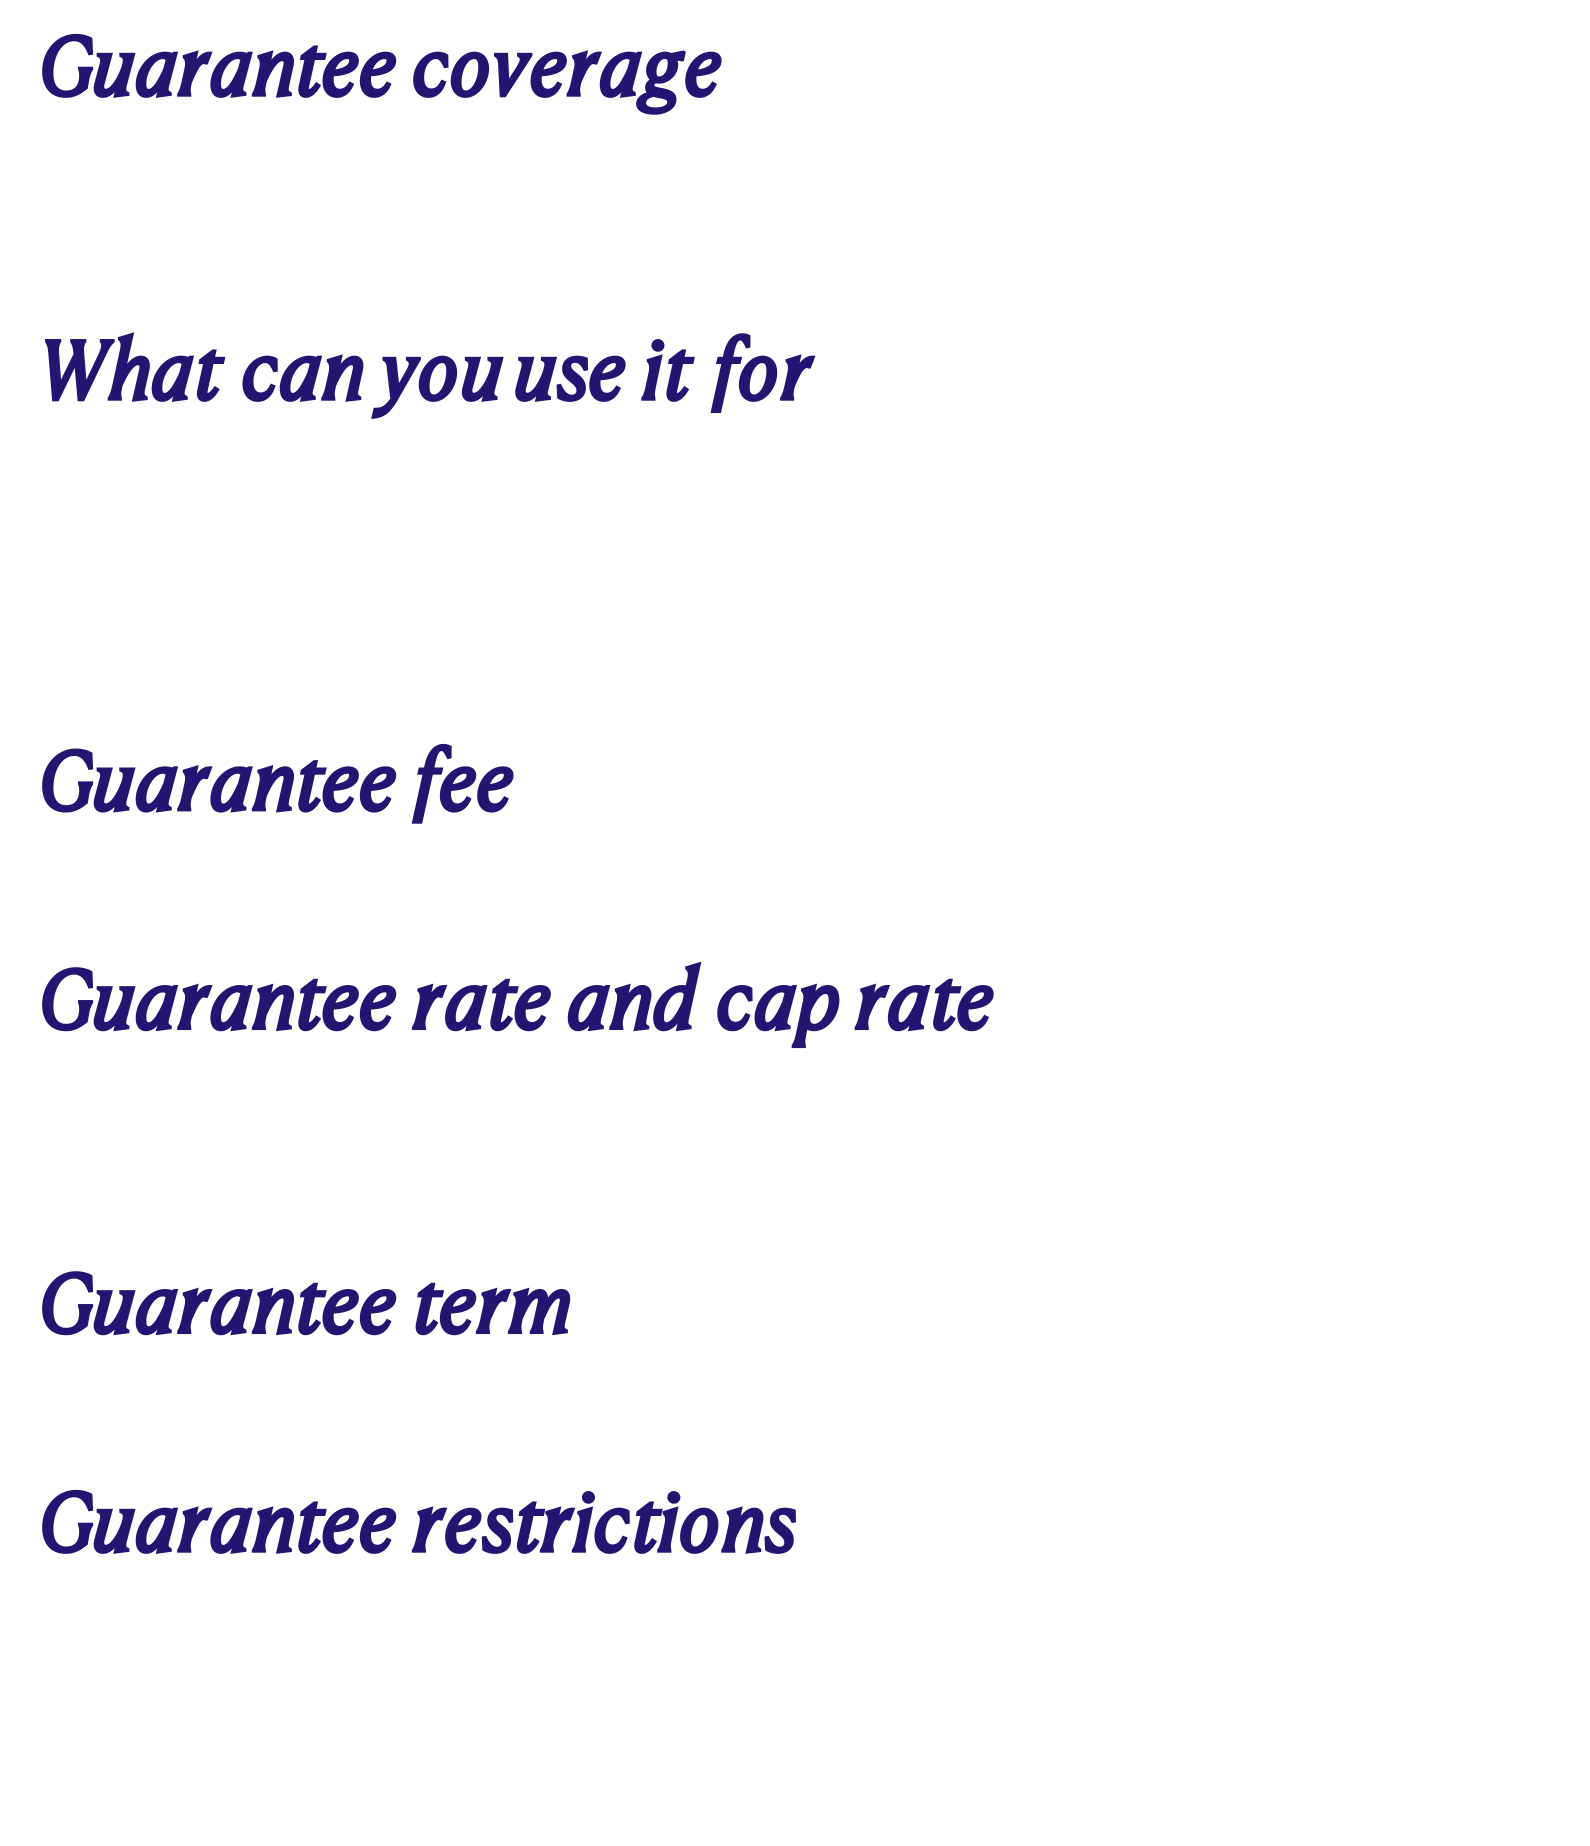 Guarantee coverage
What can you use it for
Guarantee fee
Guarantee rate and cap rate
Guarantee term
Guarantee restrictions